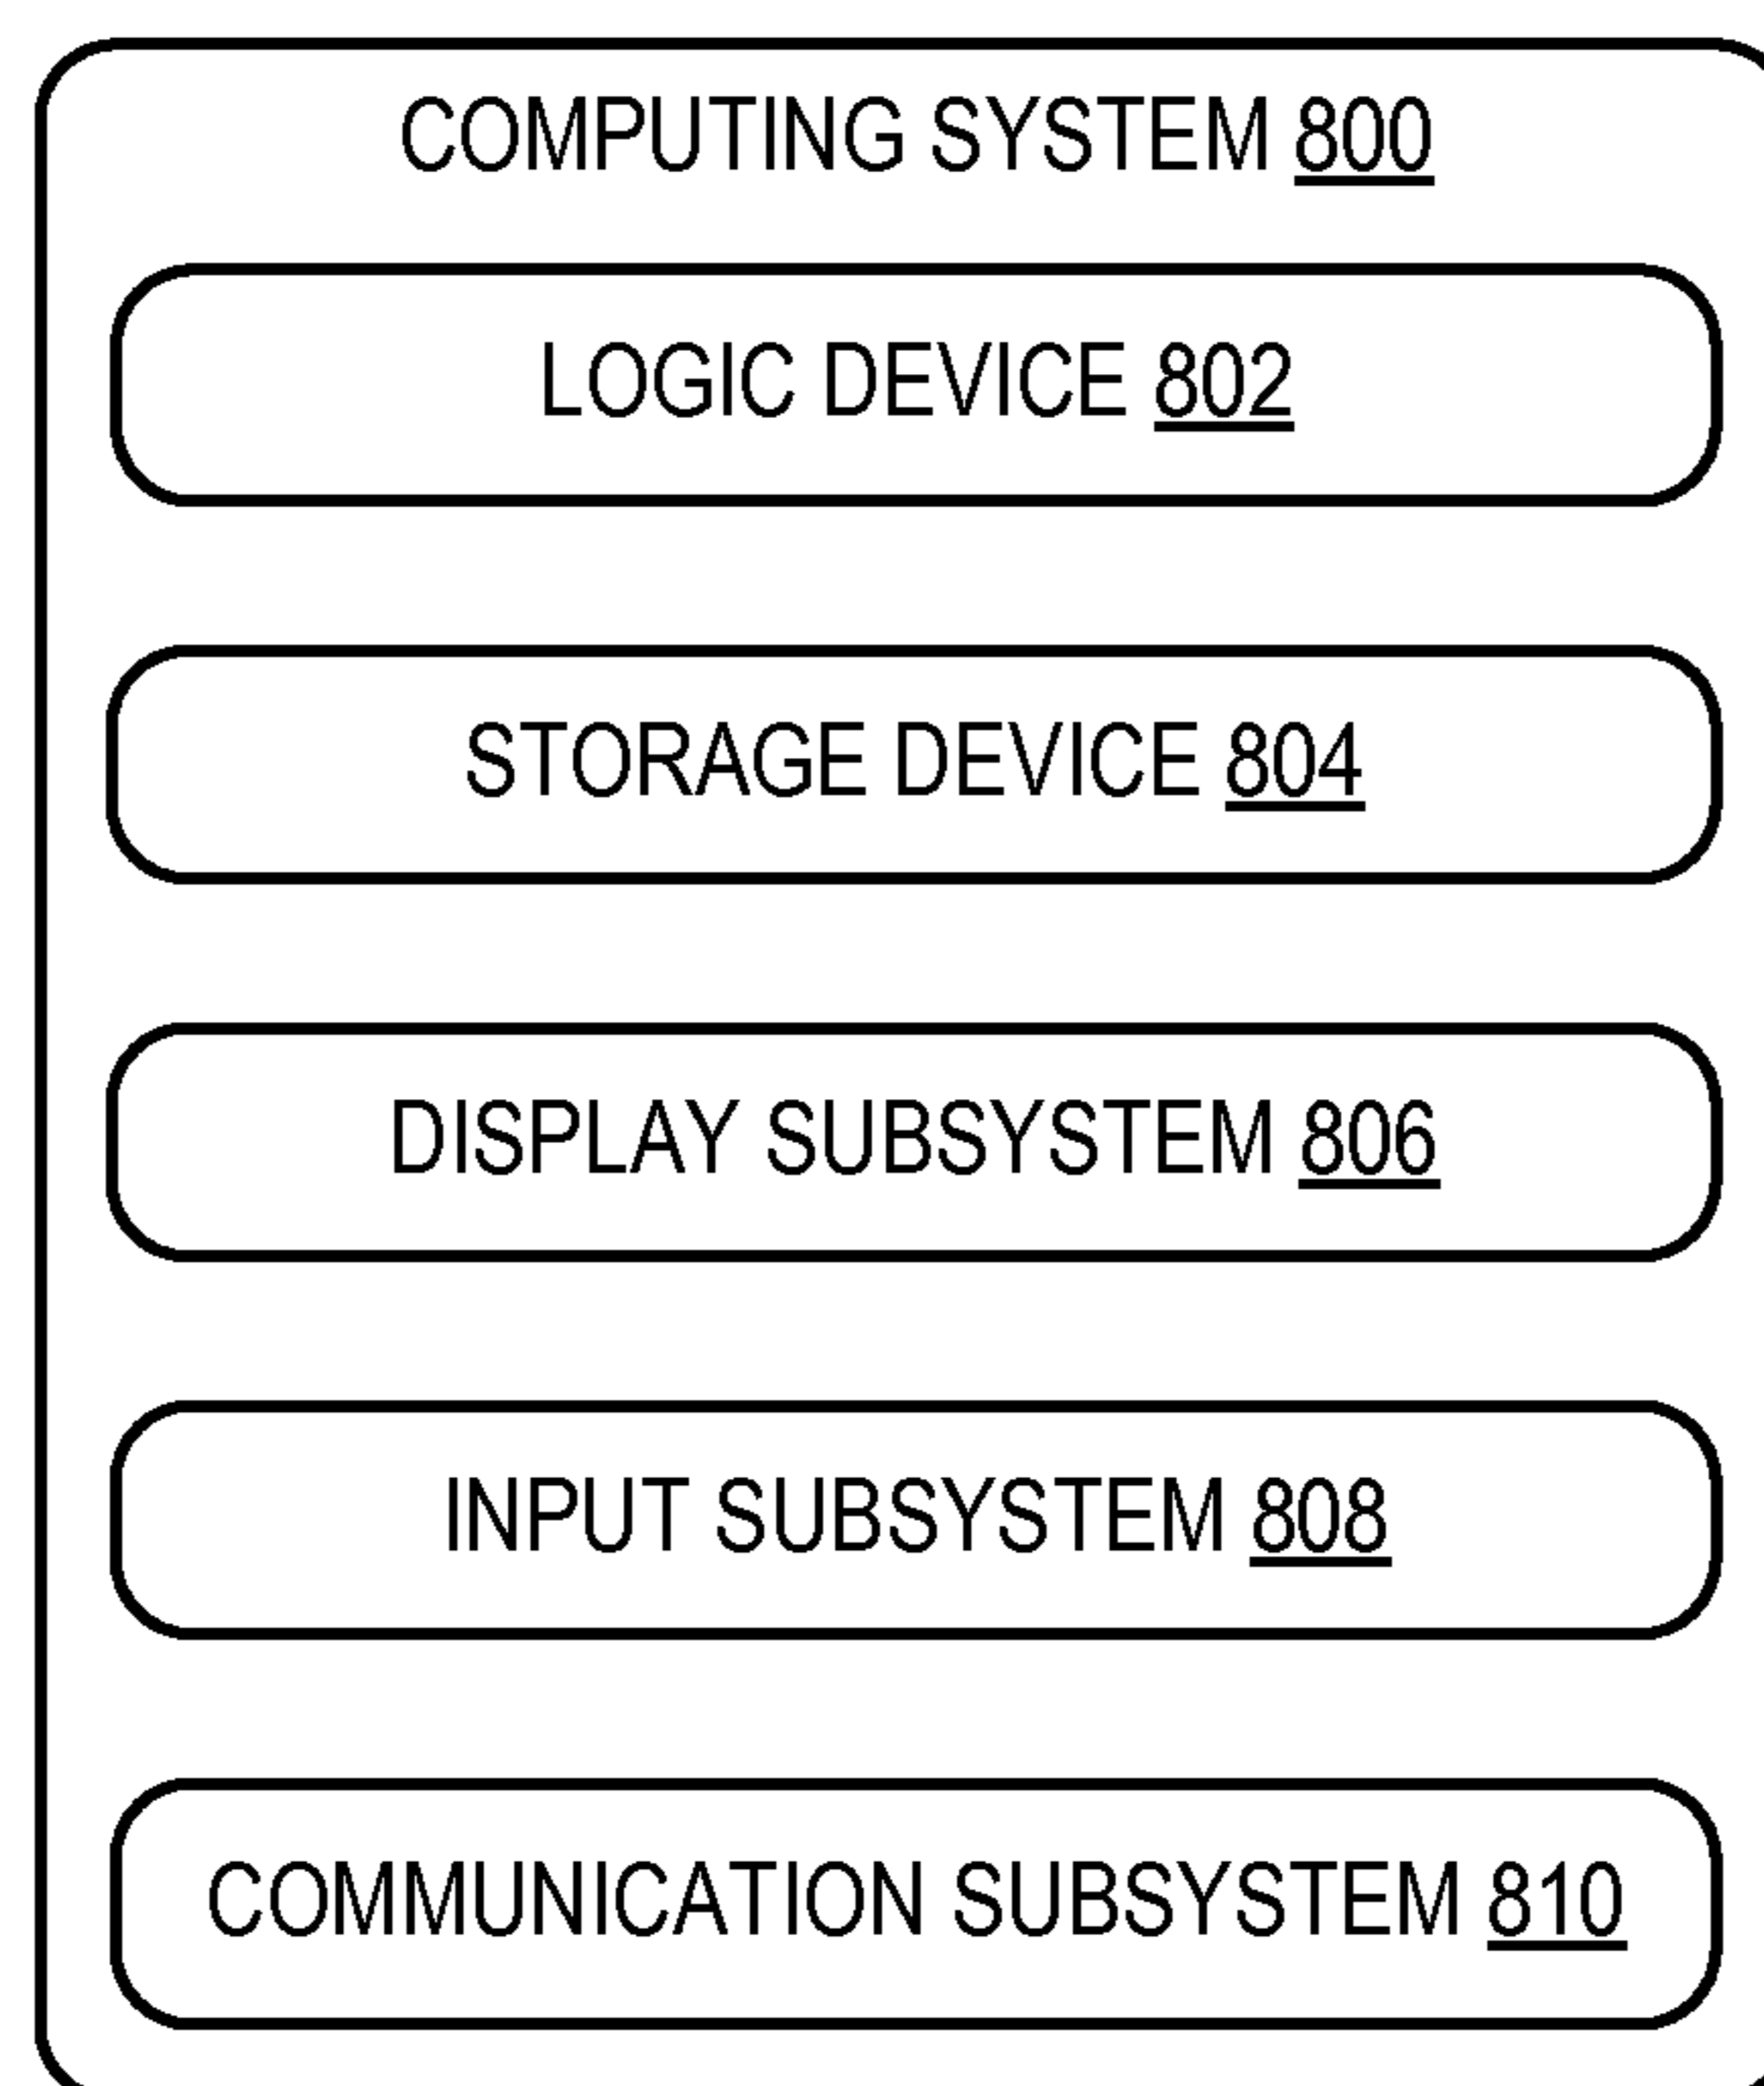 COMPUTING SYSTEM 800
LOGIC DEVICE 802
STORAGE DEVICE 804
DISPLAY SUBSYSTEM 806
INPUT SUBSYSTEM 808
COMMUNICATION SUBSYSTEM 810